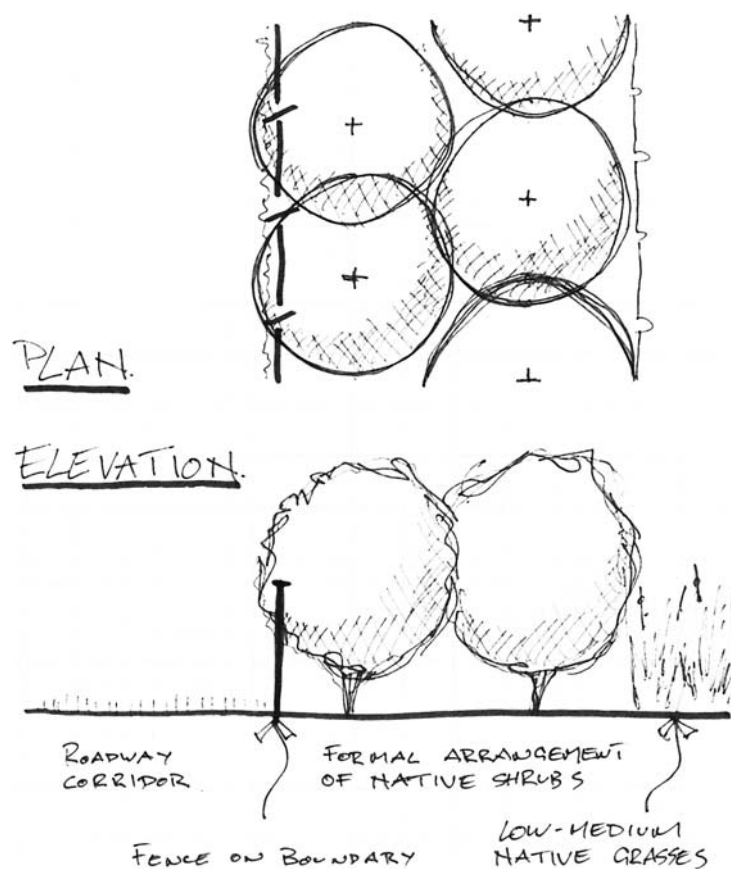 PLAN.
ELEVATION.
ROADWAY
CORRIDOR
FORMAL ARRANGEMENT
OF NATIVE SHRUBS
FENCE ON BOUNDARY
LOW-MEDIUM
NATIVE GRASSES